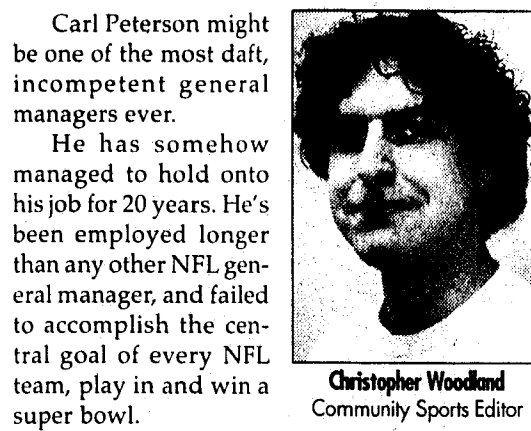 Carl Peterson might
be one of the most daft,
incompetent general
managers ever.
He has somehow
managed to hold onto
his job for 20 years. He's
been employed longer
than any other NFL gen-
eral manager, and failed
to accomplish the cen-
tral goal of every NFL
team, play in and win a
super bowl.
Christopher Woodland
Community Sports Editor